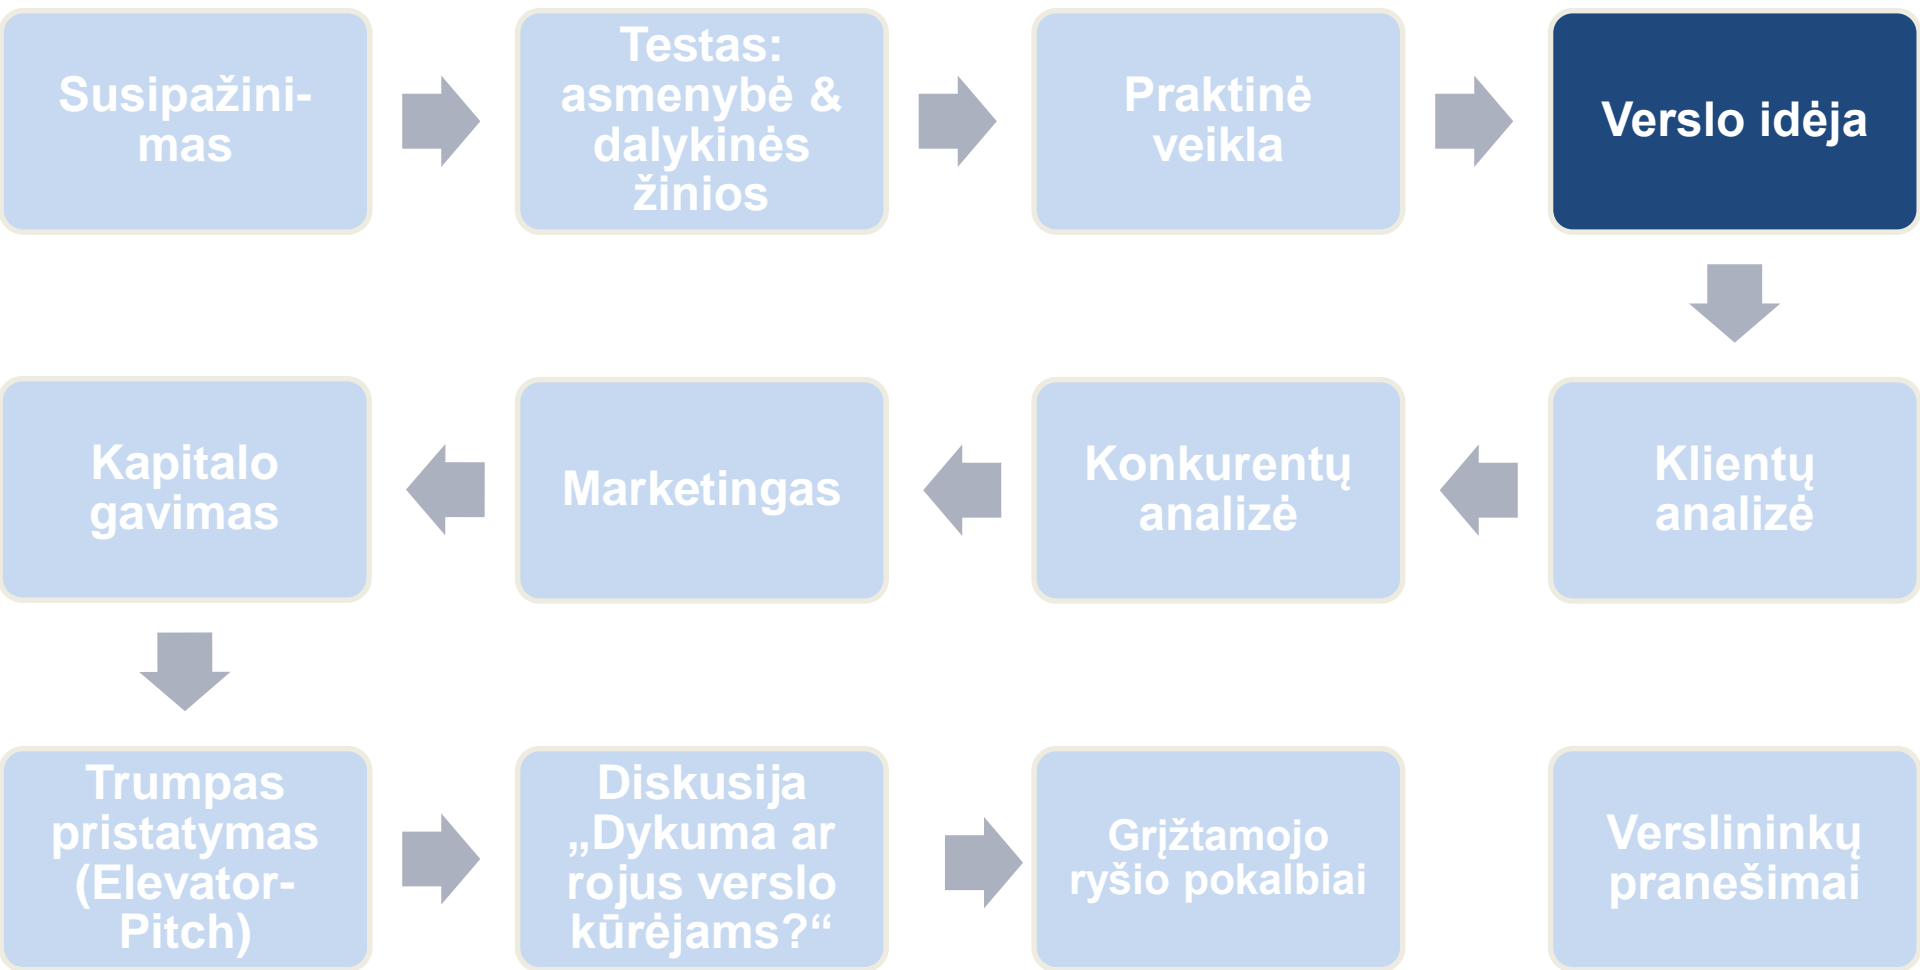 Susipažini-
mas
Testas:
asmenybė &
dalykinės
žinios
Praktinė
veikla
Verslo idėja
Kapitalo
gavimas
Marketingas
Konkurentų
analizė
Klientų
analizė
Trumpas
pristatymas
(Elevator-
Pitch)
Diskusija
„Dykuma ar
rojus verslo
kūrėjams?“
Grįžtamojo
ryšio pokalbiai
Verslininkų
pranešimai